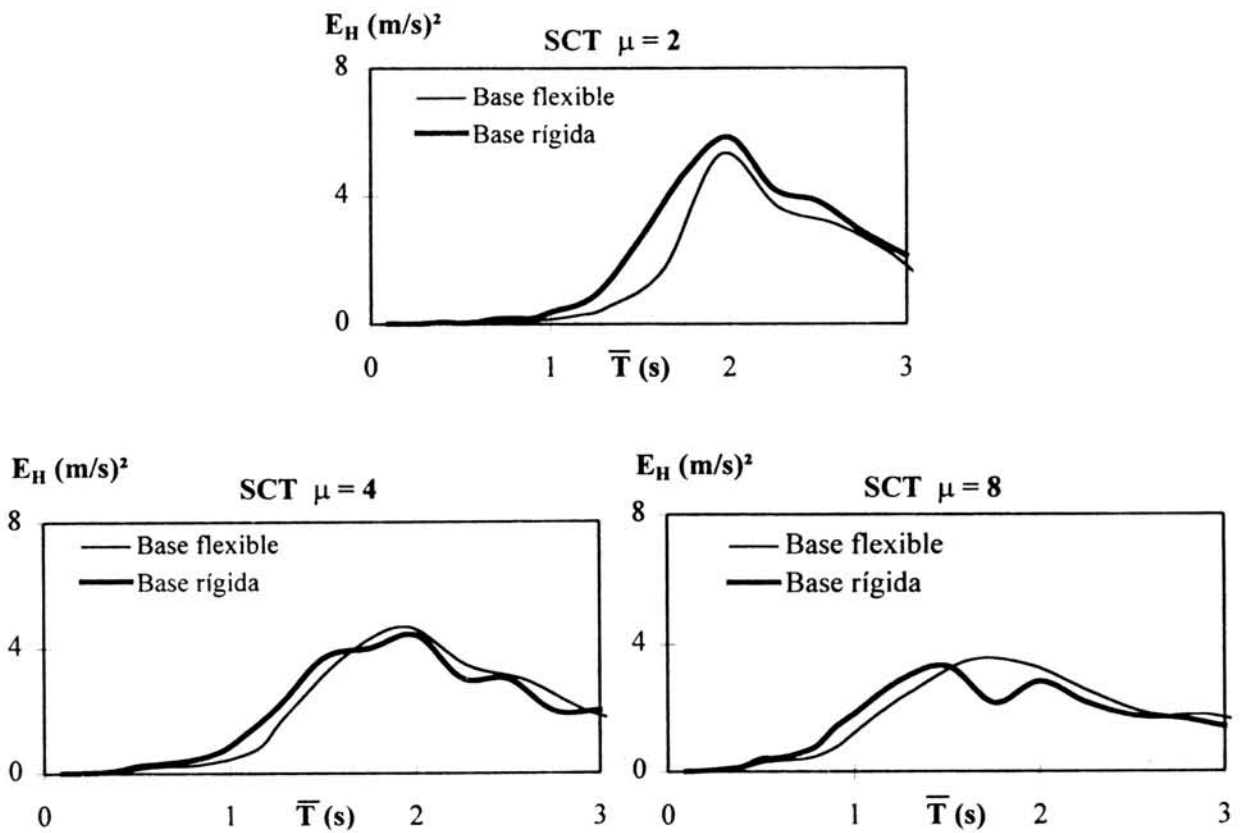 E_H (m/s)²
SCT μ = 2
8
Base flexible
Base rígida
4
0
0 1 T̅ (s) 2 3
E_H (m/s)²
SCT μ = 4
8
Base flexible
Base rígida
4
0
0 1 T̅ (s) 2 3
E_H (m/s)²
SCT μ = 8
8
Base flexible
Base rígida
4
0
0 1 T̅ (s) 2 3